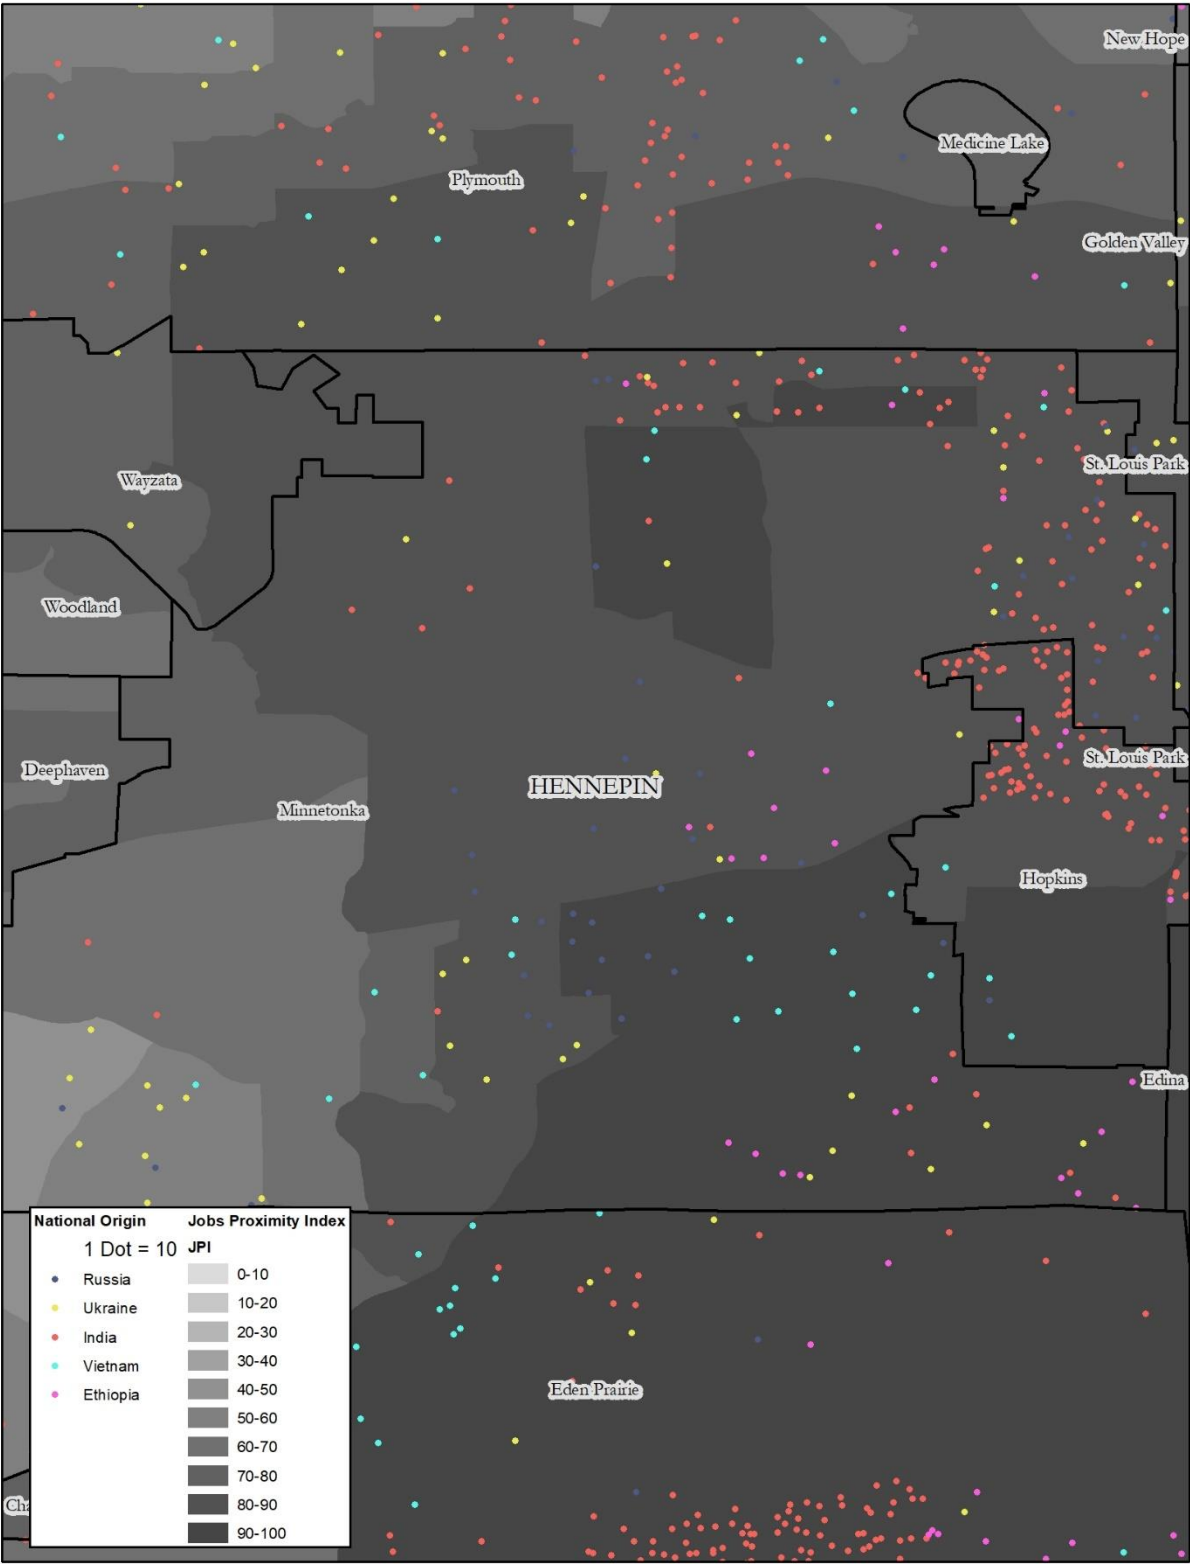 New Hope
Medicine Lake
Plymouth
Golden Valley
St. Louis Park
Wayzata
Woodland
St. Louis Park
Deephaven
HENNEPIN
Minnetonka
Hopkins
Edina
Eden Prairie
National Origin
1 Dot = 10
Russia
Ukraine
India
Vietnam
Ethiopia
Jobs Proximity Index
JPI
0-10
10-20
20-30
30-40
40-50
50-60
60-70
70-80
80-90
90-100